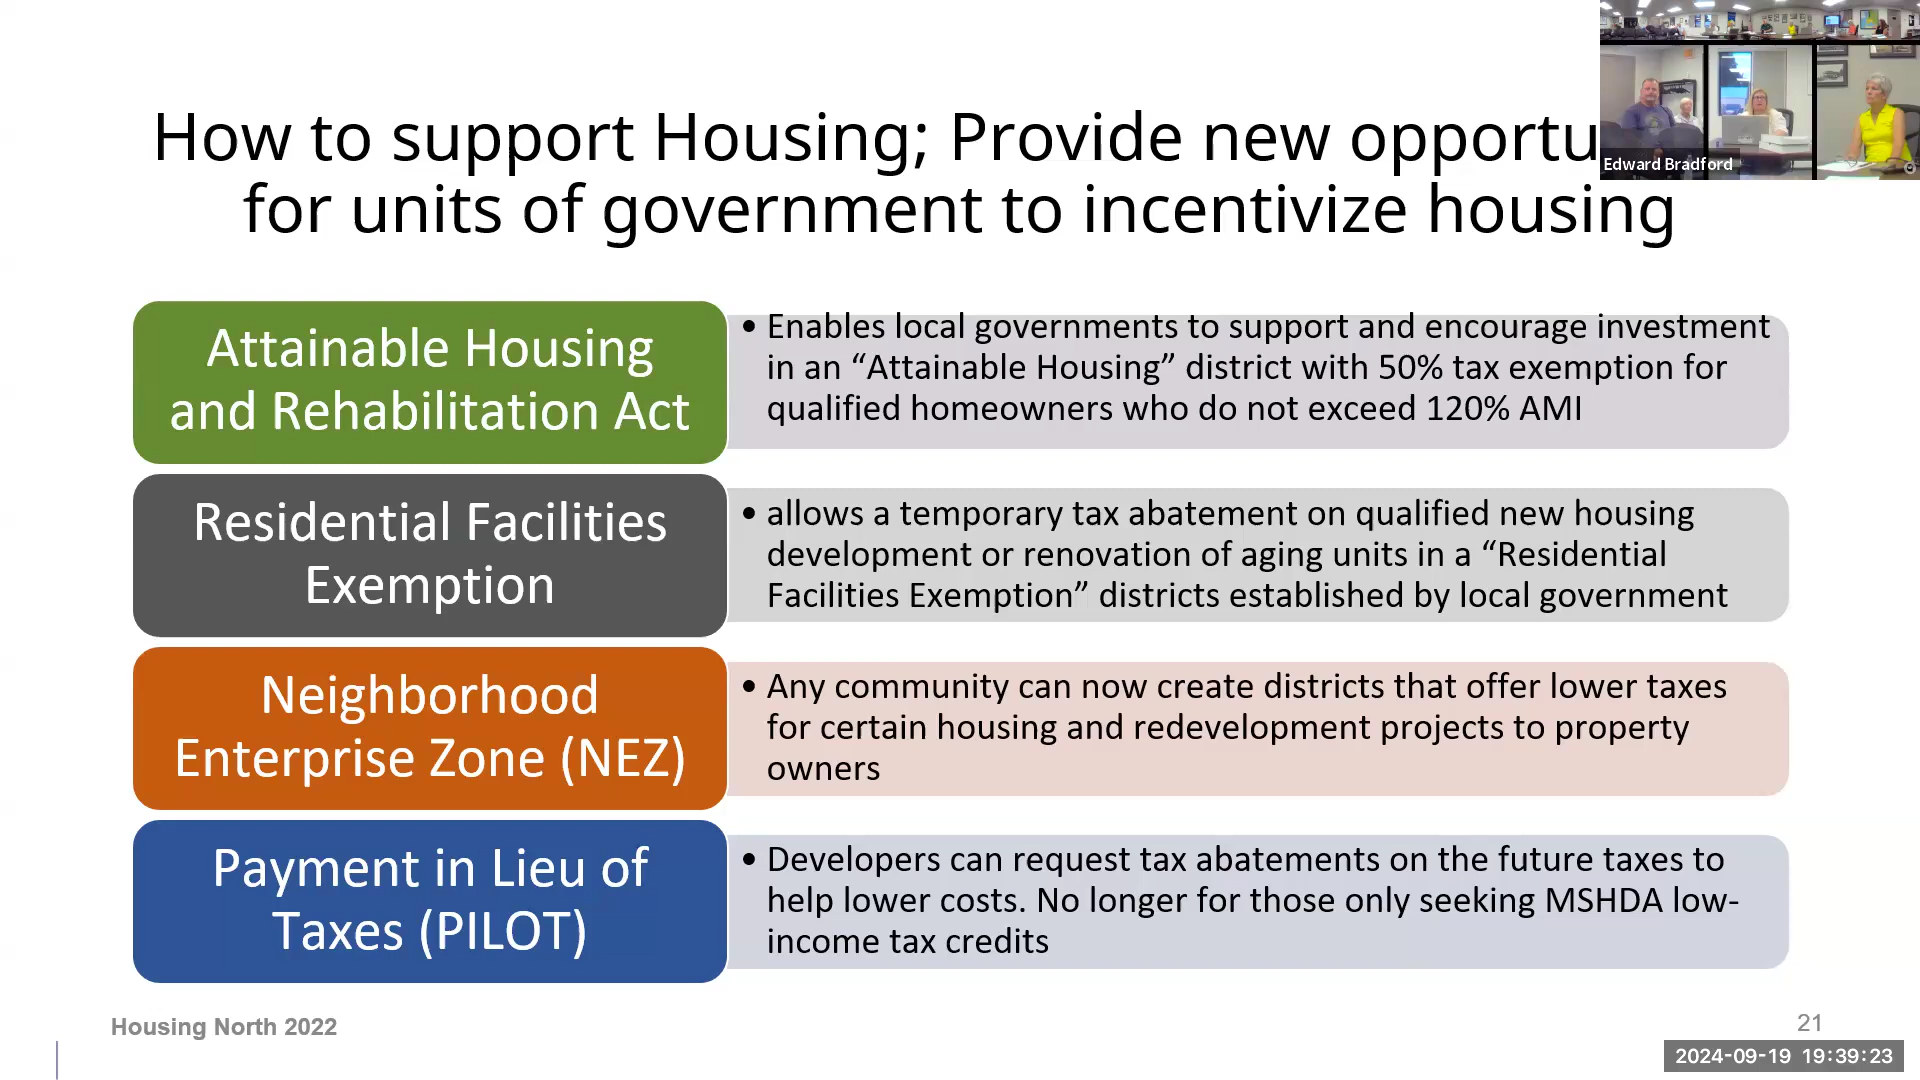 How to support Housing; Provide new opportu
for units of government to incentivize housing
Edward Bradford
Attainable Housing
and Rehabilitation Act
• Enables local governments to support and encourage investment
in an “Attainable Housing” district with 50% tax exemption for
qualified homeowners who do not exceed 120% AMI
Residential Facilities
Exemption
• allows a temporary tax abatement on qualified new housing
development or renovation of aging units in a “Residential
Facilities Exemption” districts established by local government
Neighborhood
Enterprise Zone (NEZ)
• Any community can now create districts that offer lower taxes
for certain housing and redevelopment projects to property
owners
Payment in Lieu of
Taxes (PILOT)
• Developers can request tax abatements on the future taxes to
help lower costs. No longer for those only seeking MSHDA low-
income tax credits
Housing North 2022
21
2024-09-19 19:39:23